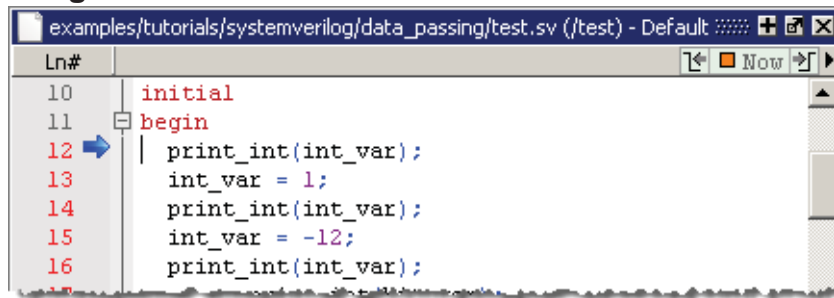 examples/tutorials/systemverilog/data_passing/test.sv (/test) - Default
Ln# Now
10 initial
11 begin
12 print_int(int_var);
13 int_var = 1;
14 print_int(int_var);
15 int_var = -12;
16 print_int(int_var);